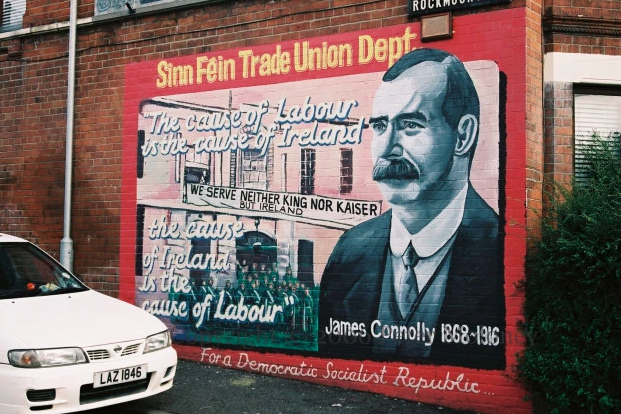 ROCKMOUNT
Sinn Féin Trade Union Dept.
"The cause of Labour
is the cause of Ireland
WE SERVE NEITHER KING NOR KAISER
BUT IRELAND
the cause
of Ireland
is the
cause of Labour"
James Connolly 1868-1916
For a Democratic Socialist Republic...
LAZ 1846